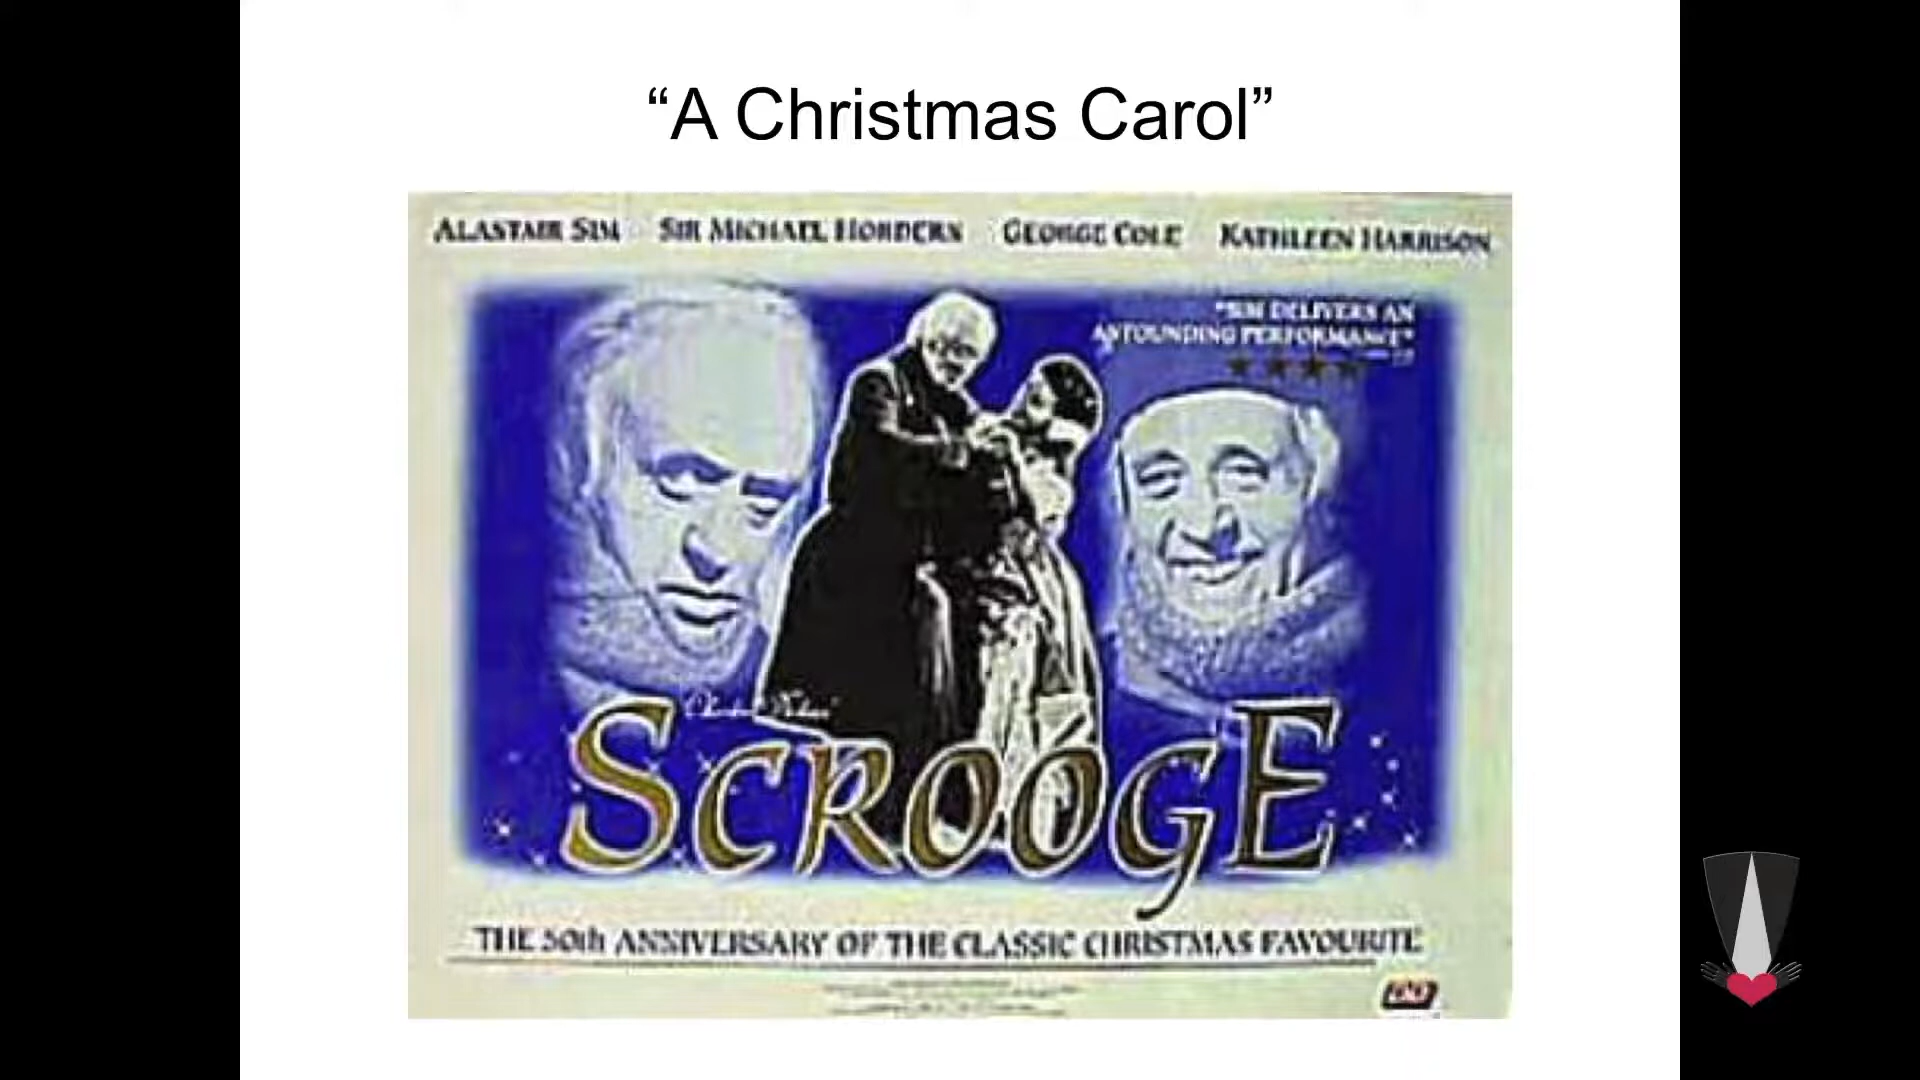 “A Christmas Carol”
ALASTAIR SIM SIR MICHAEL HORDERN GEORGE COLE KATHLEEN HARRISON
"SIM DELIVERS AN
ASTOUNDING PERFORMANCE"
SCROOGE
THE 50th ANNIVERSARY OF THE CLASSIC CHRISTMAS FAVOURITE